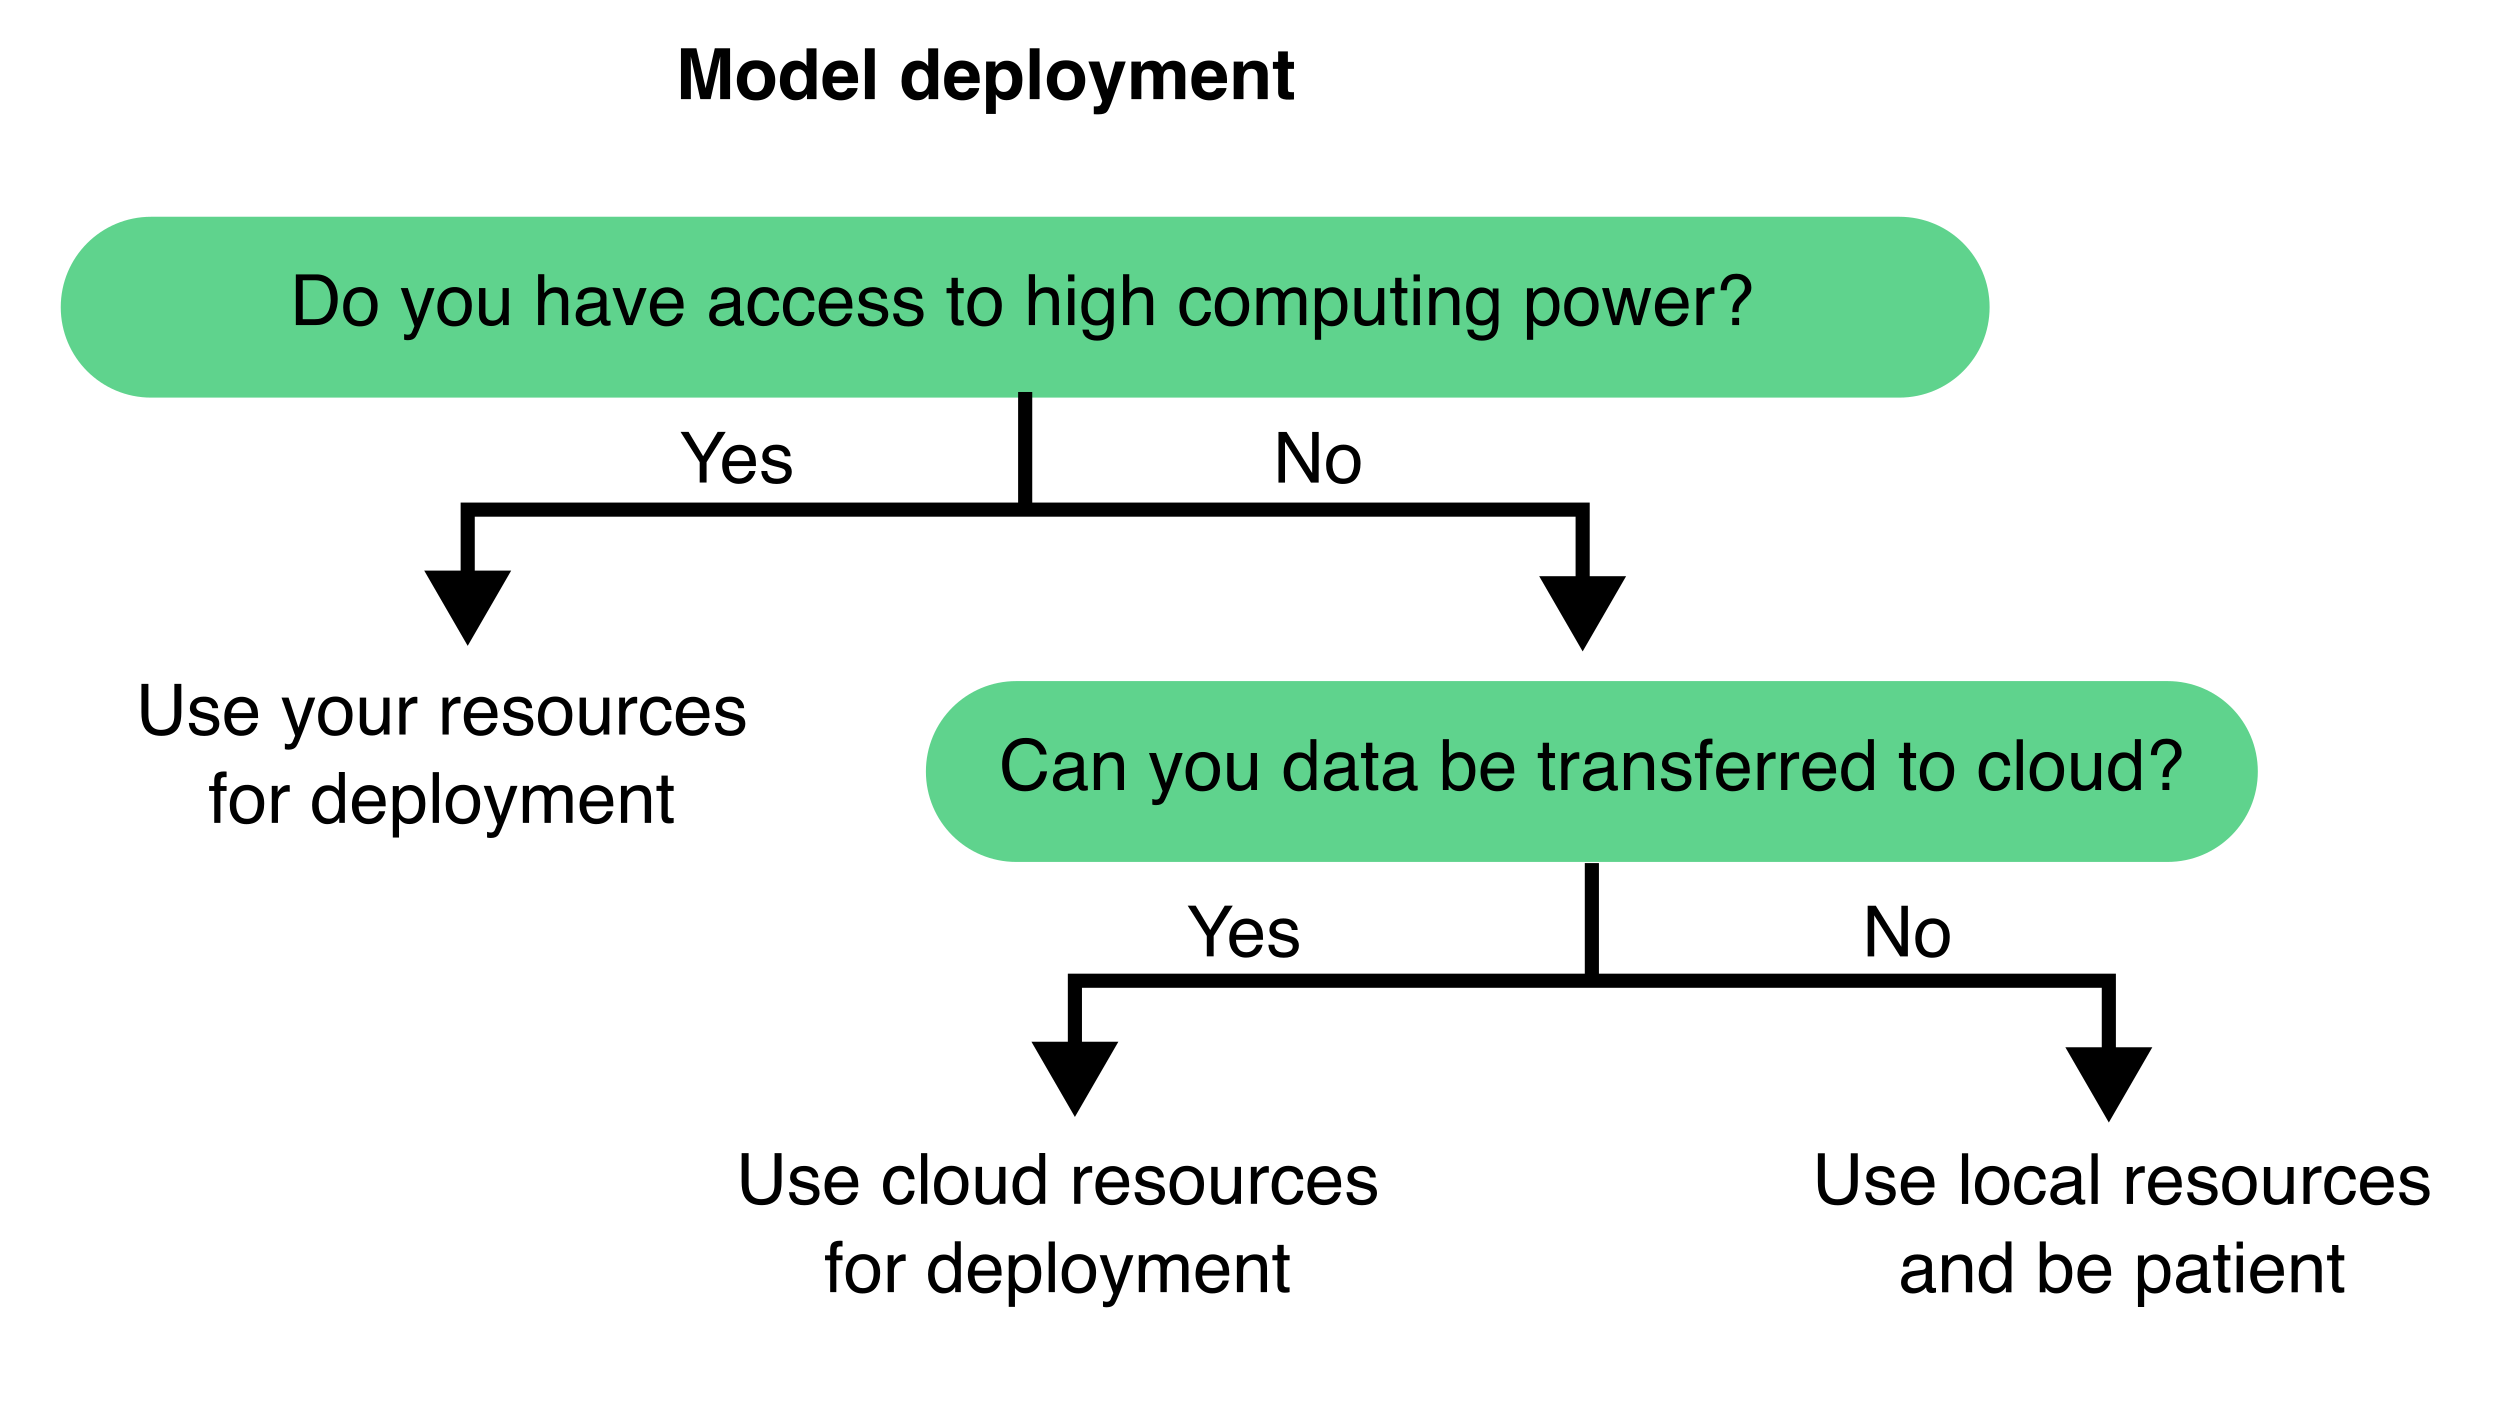 Model deployment
Do you have access to high computing power?
Yes
No
Use your resources
for deployment
Can you data be transferred to cloud?
Yes
No
Use cloud resources
for deployment
Use local resources
and be patient